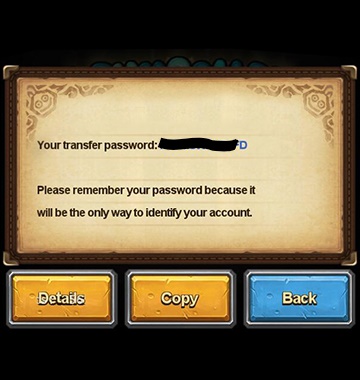 Your transfer password: D
Please remember your password because it
will be the only way to identify your account.
Details
Copy
Back